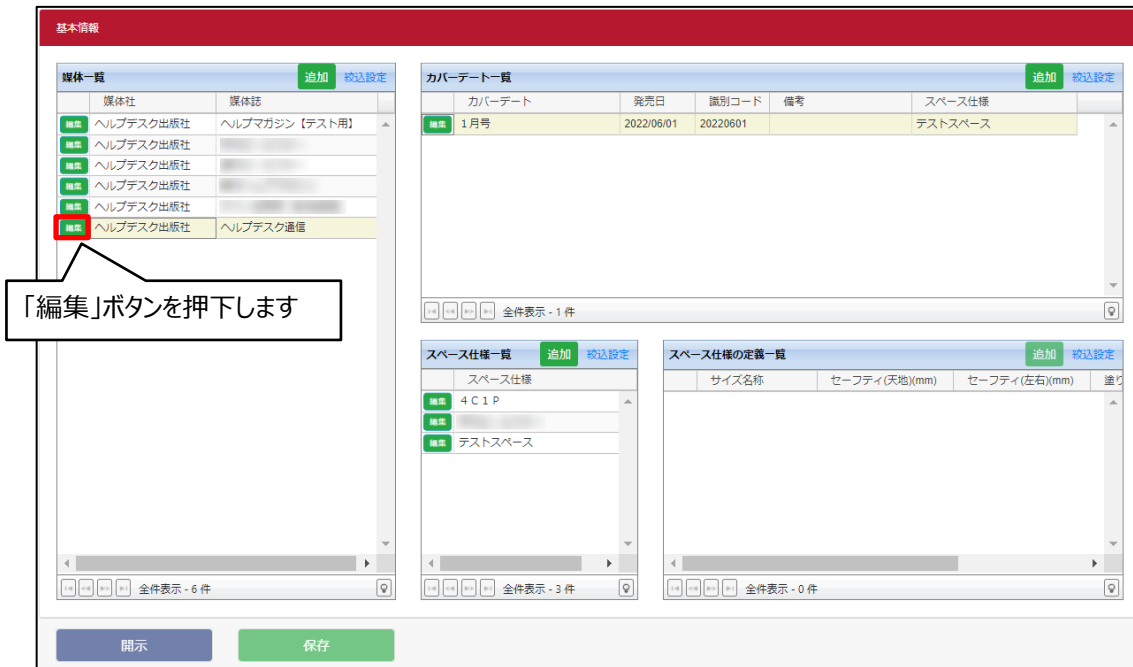 基本情報
媒体一覧 追加 絞込設定
媒体社 媒体誌
編集 ヘルプデスク出版社 ヘルプマガジン【テスト用】
編集 ヘルプデスク出版社
編集 ヘルプデスク出版社
編集 ヘルプデスク出版社
編集 ヘルプデスク出版社
編集 ヘルプデスク出版社 ヘルプデスク通信
「編集」ボタンを押下します
全件表示 - 6 件
カバーデート一覧 追加 絞込設定
カバーデート 発売日 識別コード 備考 スペース仕様
編集 1月号 2022/06/01 20220601 テストスペース
全件表示 - 1 件
スペース仕様一覧 追加 絞込設定
スペース仕様
編集 4C1P
編集
編集 テストスペース
全件表示 - 3 件
スペース仕様の定義一覧 追加 絞込設定
サイズ名称 セーフティ(天地)(mm) セーフティ(左右)(mm) 塗り
全件表示 - 0 件
開示 保存